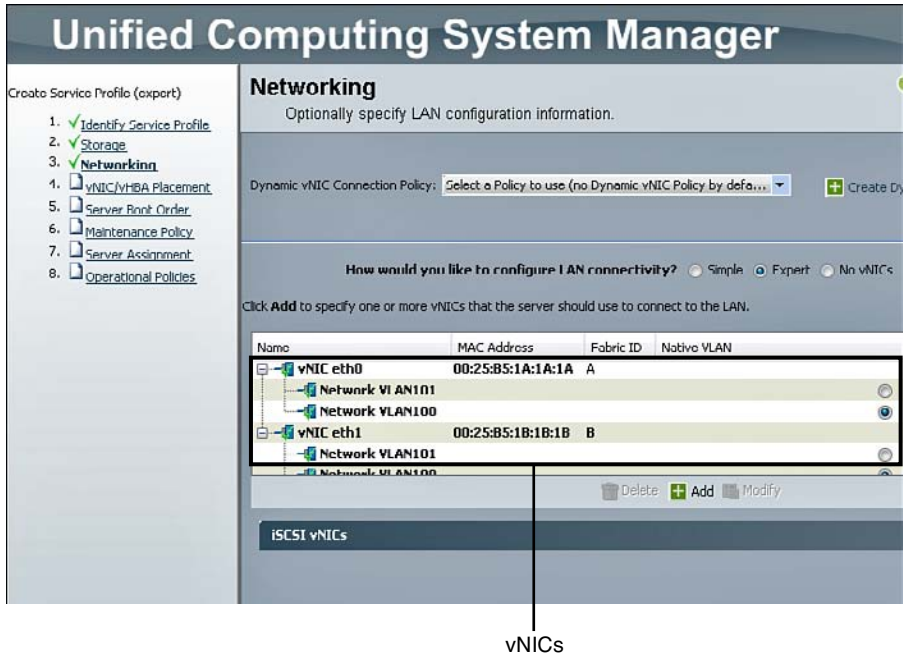 Unified Computing System Manager
Create Service Profile (expert)
1. Identify Service Profile
2. Storage
3. Networking
4. vNIC/vHBA Placement
5. Server Boot Order
6. Maintenance Policy
7. Server Assignment
8. Operational Policies
Networking
Optionally specify LAN configuration information.
Dynamic vNIC Connection Policy: Select a Policy to use (no Dynamic vNIC Policy by defa... Create Dy
How would you like to configure LAN connectivity? Simple Expert No vNICs
Click Add to specify one or more vNICs that the server should use to connect to the LAN.
Name MAC Address Fabric ID Native VLAN
vNIC eth0 00:25:B5:1A:1A:1A A
Network VLAN101
Network VLAN100
vNIC eth1 00:25:B5:1B:1B:1B B
Network VLAN101
Network VLAN100
Delete Add Modify
iSCSI vNICs
vNICs